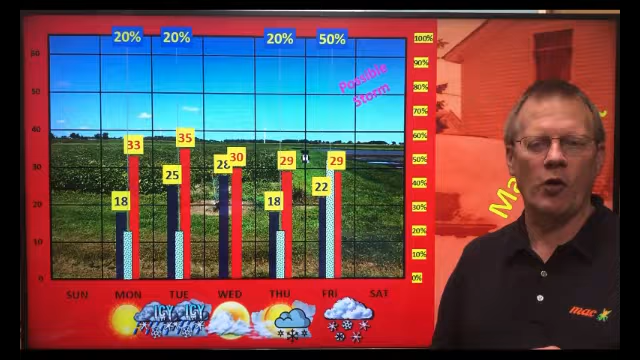 20% 20% 20% 50% 100%
60 90%
Possible
Storm
50 80%
70%
40 60%
33 35 28 30 29 29 50%
30 25 22 40%
18 18
20 30%
20%
10 10%
0%
SUN MON TUE WED THU FRI SAT
ICY ICY
Ma
mac